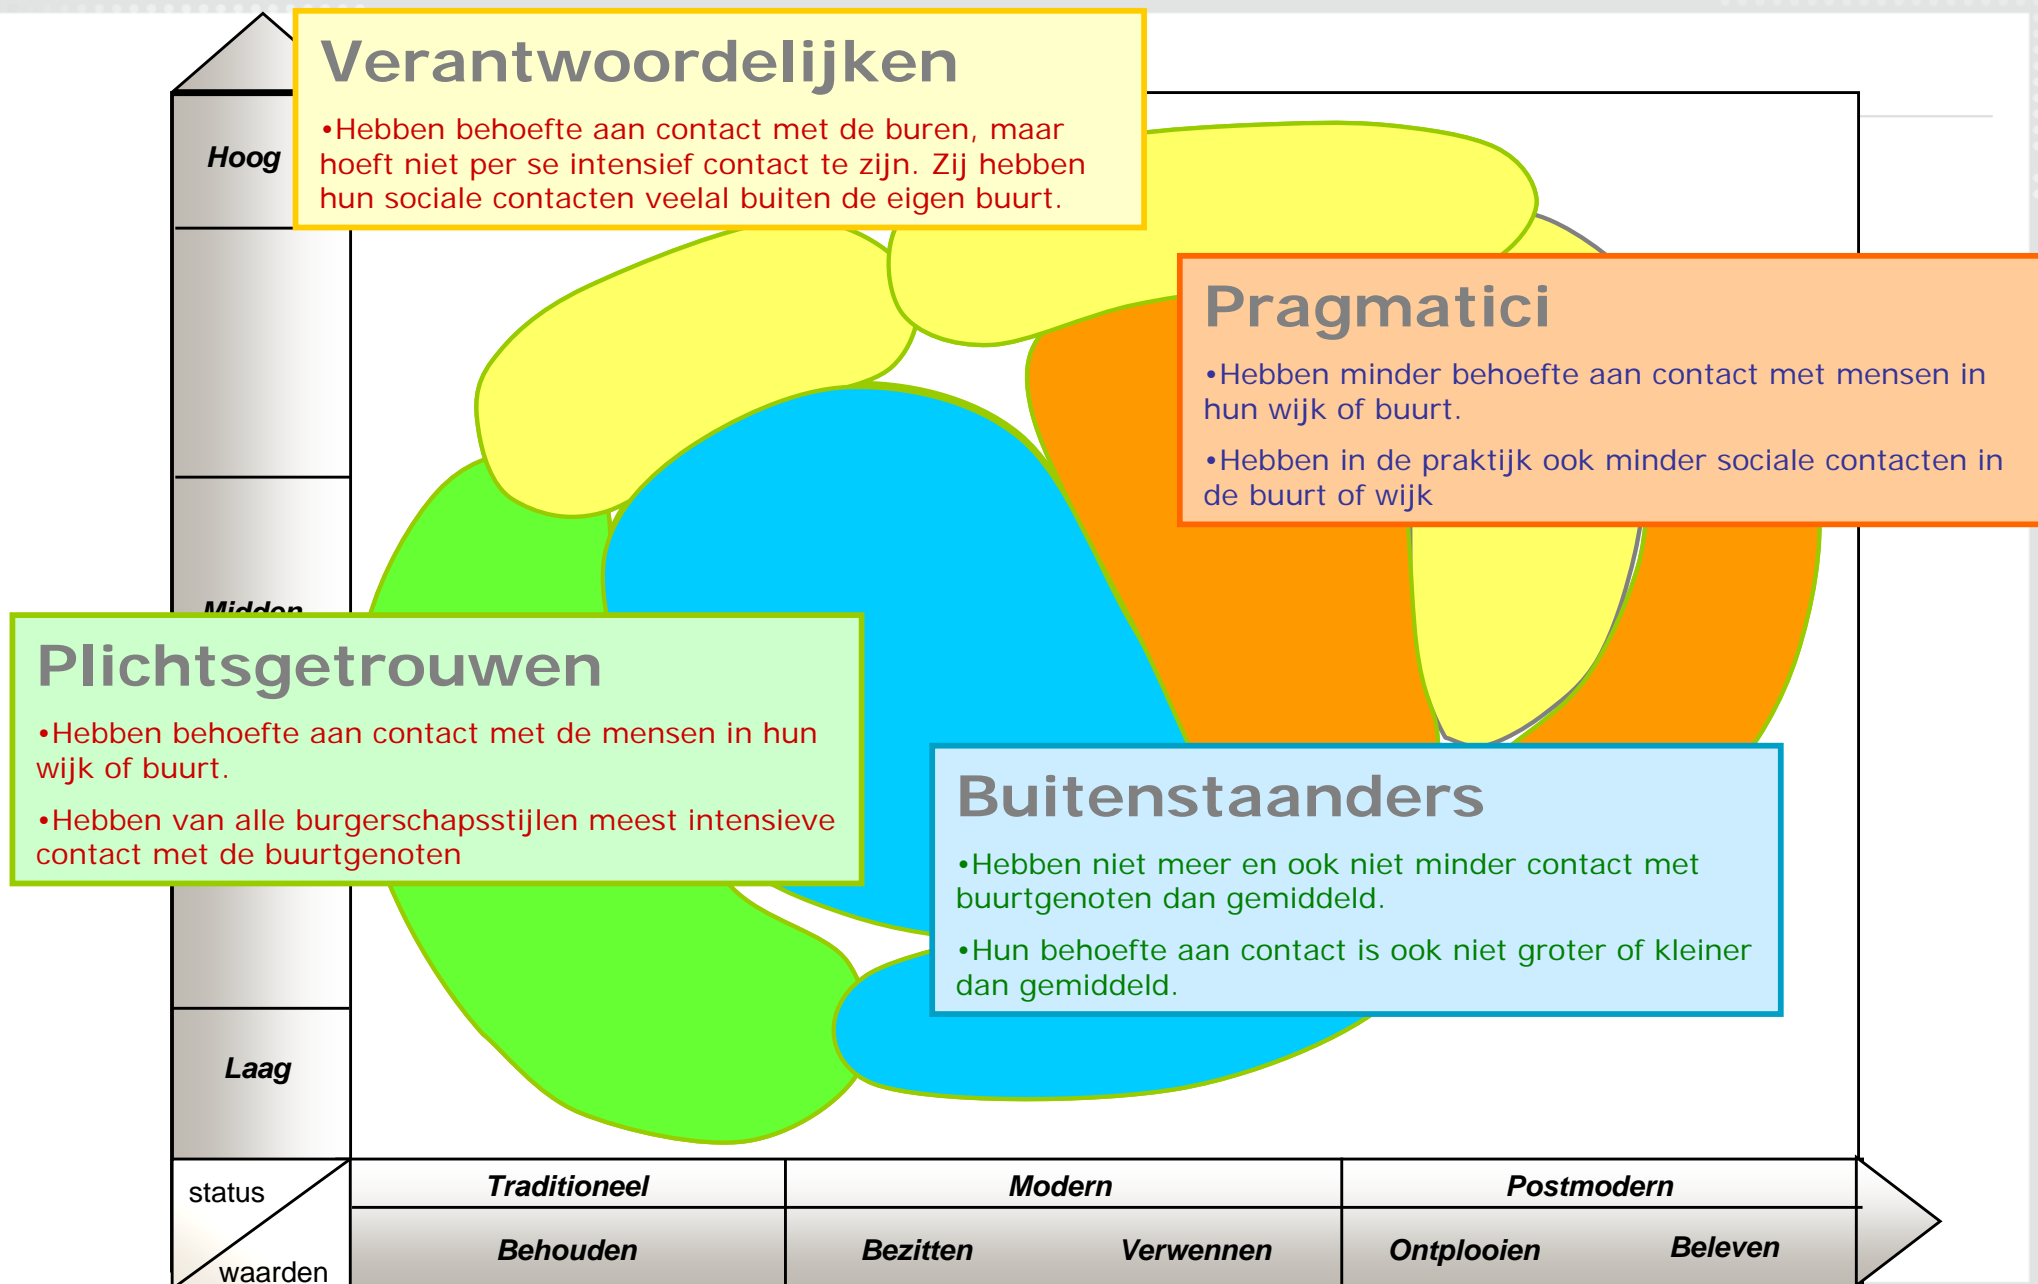 Verantwoordelijken
•Hebben behoefte aan contact met de buren, maar
hoeft niet per se intensief contact te zijn. Zij hebben
hun sociale contacten veelal buiten de eigen buurt.
Hoog
Pragmatici
•Hebben minder behoefte aan contact met mensen in
hun wijk of buurt.
•Hebben in de praktijk ook minder sociale contacten in
de buurt of wijk
Midden
Plichtsgetrouwen
•Hebben behoefte aan contact met de mensen in hun
wijk of buurt.
•Hebben van alle burgerschapsstijlen meest intensieve
contact met de buurtgenoten
Buitenstaanders
•Hebben niet meer en ook niet minder contact met
buurtgenoten dan gemiddeld.
•Hun behoefte aan contact is ook niet groter of kleiner
dan gemiddeld.
Laag
status
waarden
Traditioneel
Modern
Postmodern
Behouden
Bezitten
Verwennen
Ontplooien
Beleven